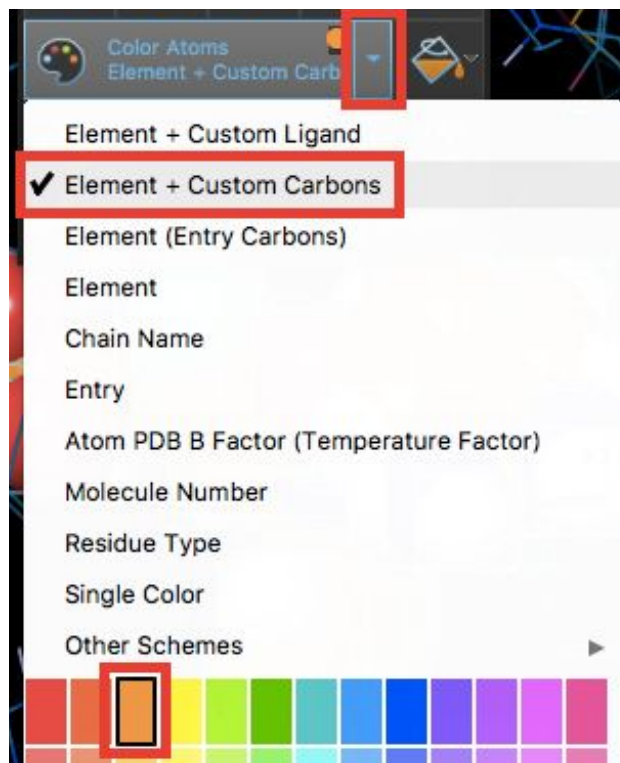 Color Atoms
Element + Custom Carb
Element + Custom Ligand
Element + Custom Carbons
Element (Entry Carbons)
Element
Chain Name
Entry
Atom PDB B Factor (Temperature Factor)
Molecule Number
Residue Type
Single Color
Other Schemes